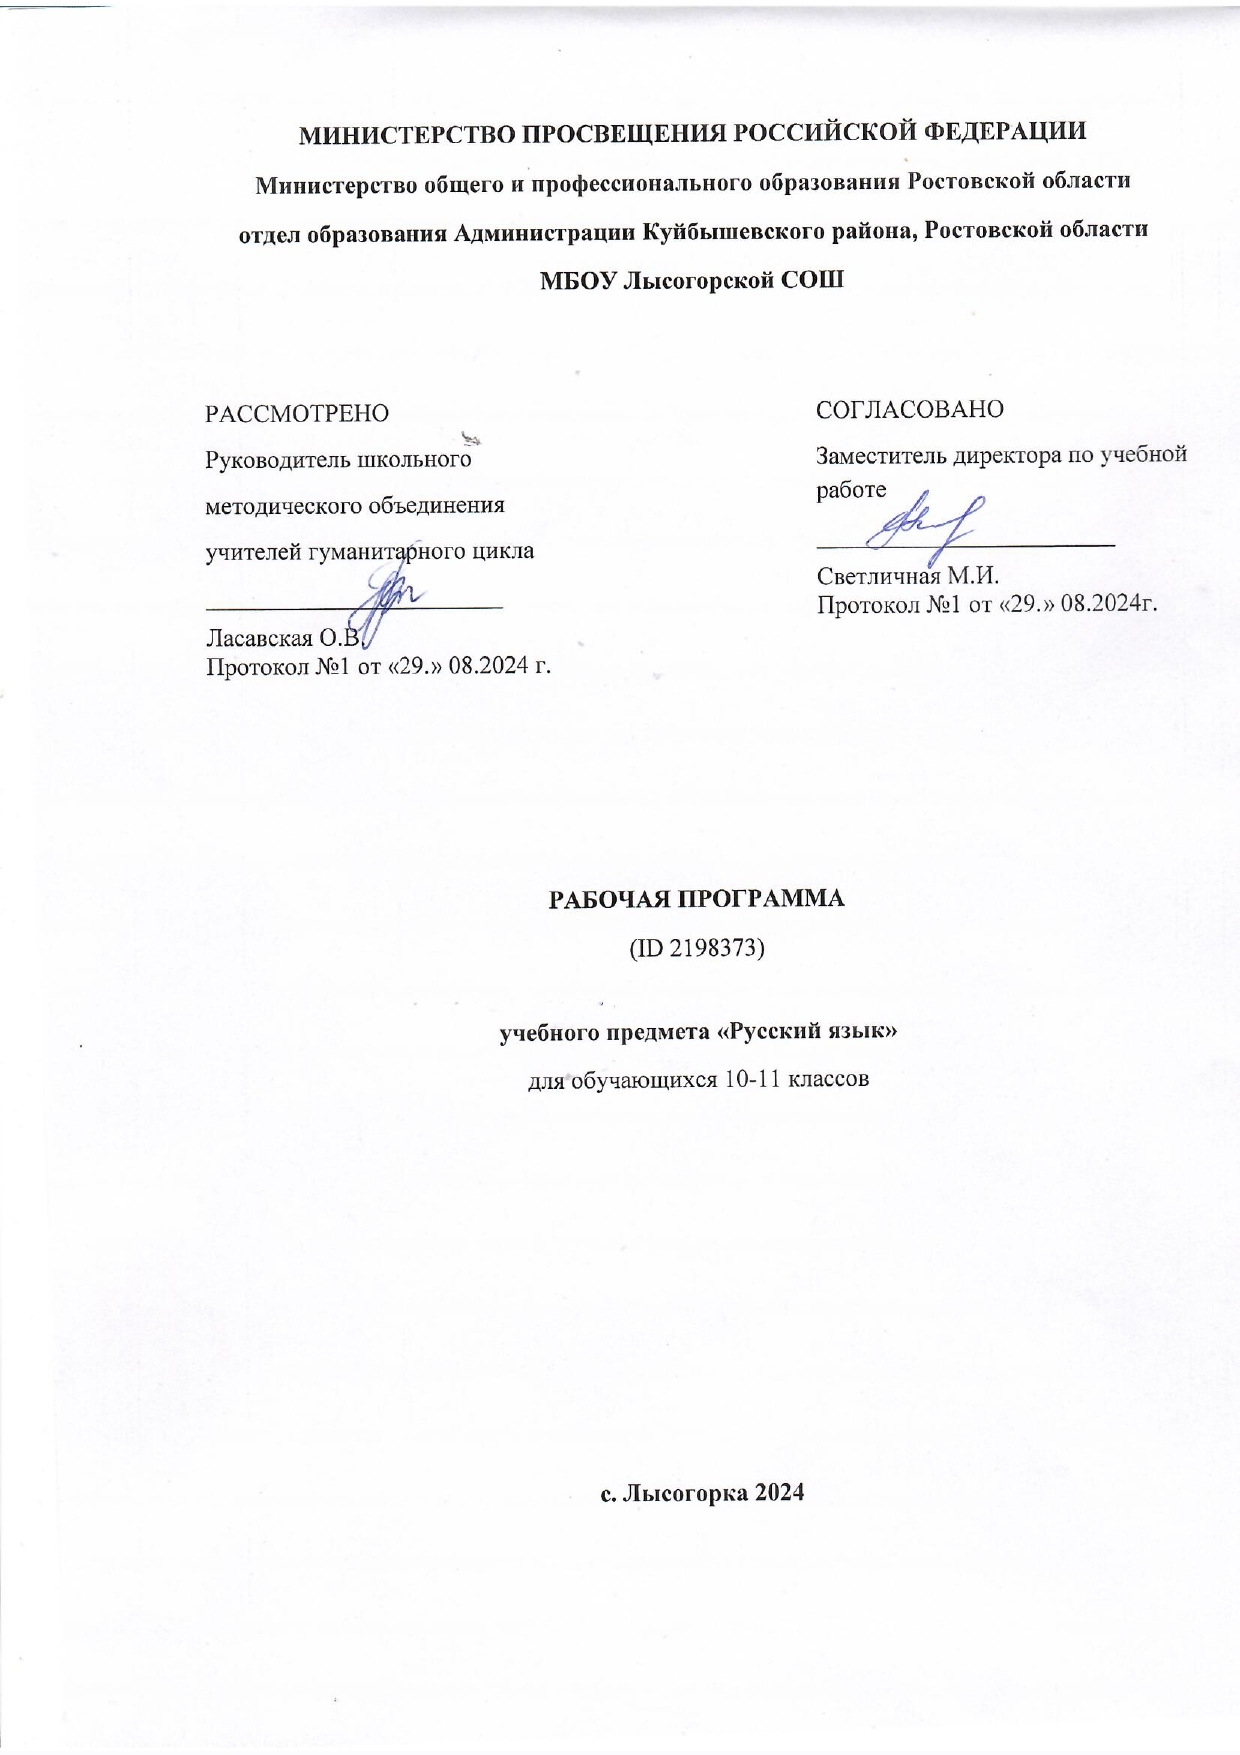 МИНИСТЕРСТВО ПРОСВЕЩЕНИЯ РОССИЙСКОЙ ФЕДЕРАЦИИ
Министерство общего и профессионального образования Ростовской области
отдел образования Администрации Куйбышевского района, Ростовской области
МБОУ Лысогорской СОШ
РАССМОТРЕНО
Руководитель школьного
методического объединения
учителей гуманитарного цикла
Ласавская О.В.
Протокол №1 от «29.» 08.2024 г.
СОГЛАСОВАНО
Заместитель директора по учебной
работе
Светличная М.И.
Протокол №1 от «29.» 08.2024г.
РАБОЧАЯ ПРОГРАММА
(ID 2198373)
учебного предмета «Русский язык»
для обучающихся 10-11 классов
с. Лысогорка 2024